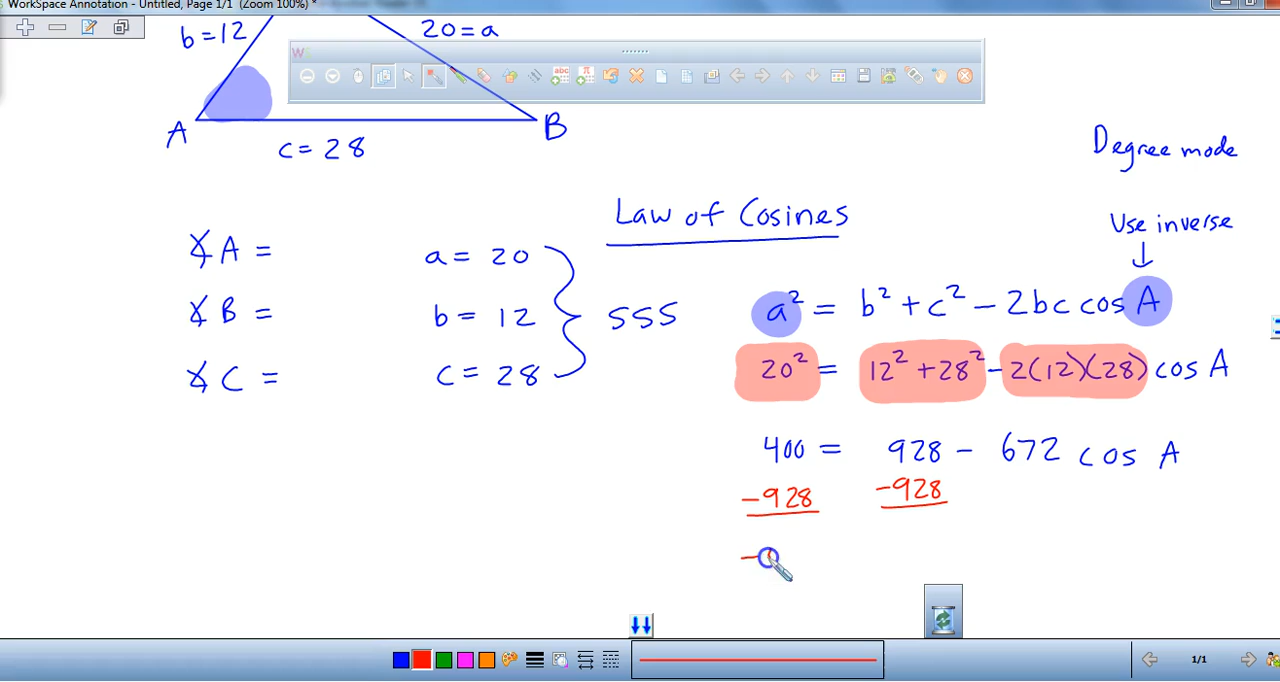 WorkSpace Annotation - Untitled, Page 1/1 (Zoom 100%) *
b = 12
20 = a
A
B
c = 28
Degree mode
Law of Cosines
Use inverse
↓
∡ A =
a = 20
∡ B =
b = 12
SSS
∡ C =
c = 28
a² = b² + c² - 2bc cos A
20² = 12² + 28² - 2(12)(28) cos A
400 = 928 - 672 cos A
-928 -928
-
1/1